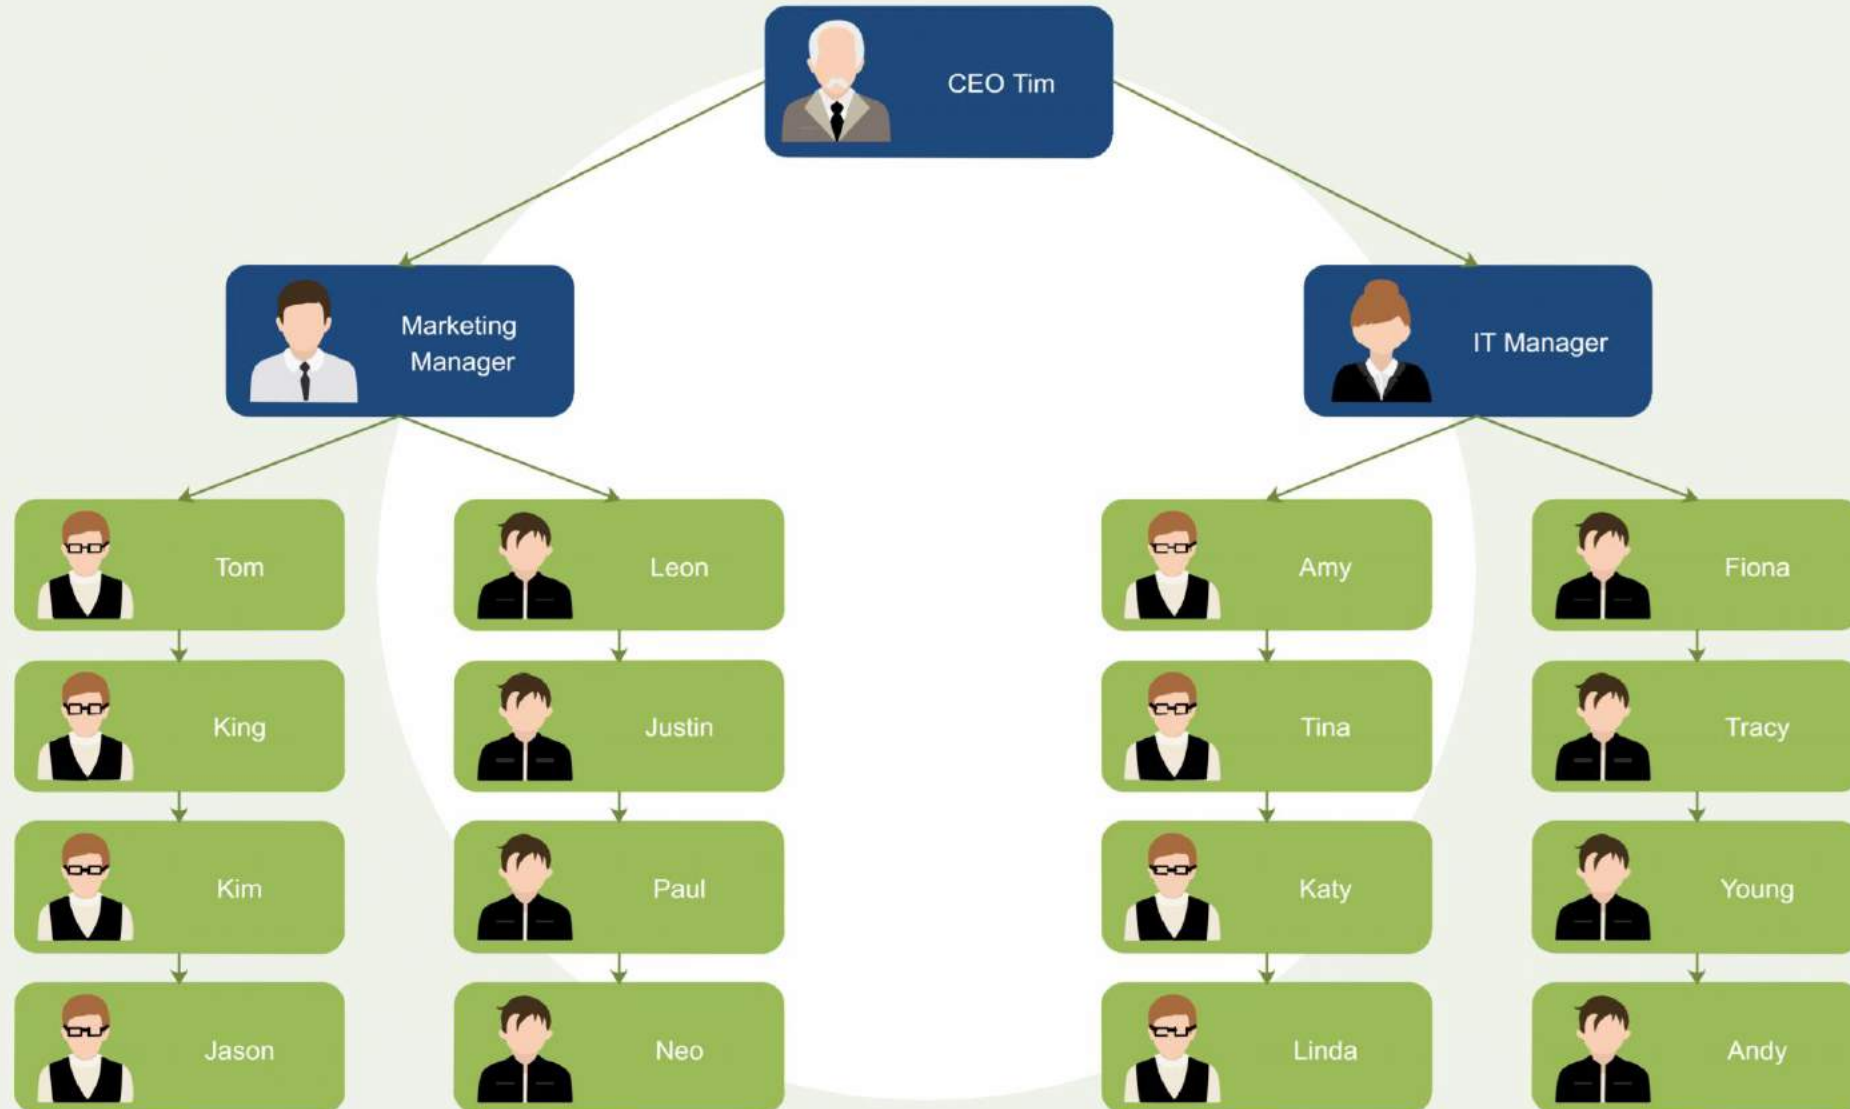 CEO Tim
Marketing
Manager
IT Manager
Tom
Leon
Amy
Fiona
King
Justin
Tina
Tracy
Kim
Paul
Katy
Young
Jason
Neo
Linda
Andy